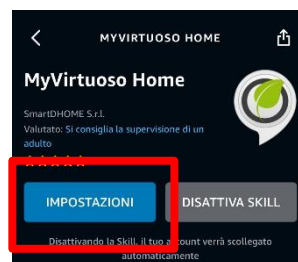 MYVIRTUOSO HOME
MyVirtuoso Home
SmartDHOME S.r.l.
Valutato: Si consiglia la supervisione di un
adulto
IMPOSTAZIONI
DISATTIVA SKILL
Disattivando la Skill, il tuo account verrà scollegato
automaticamente